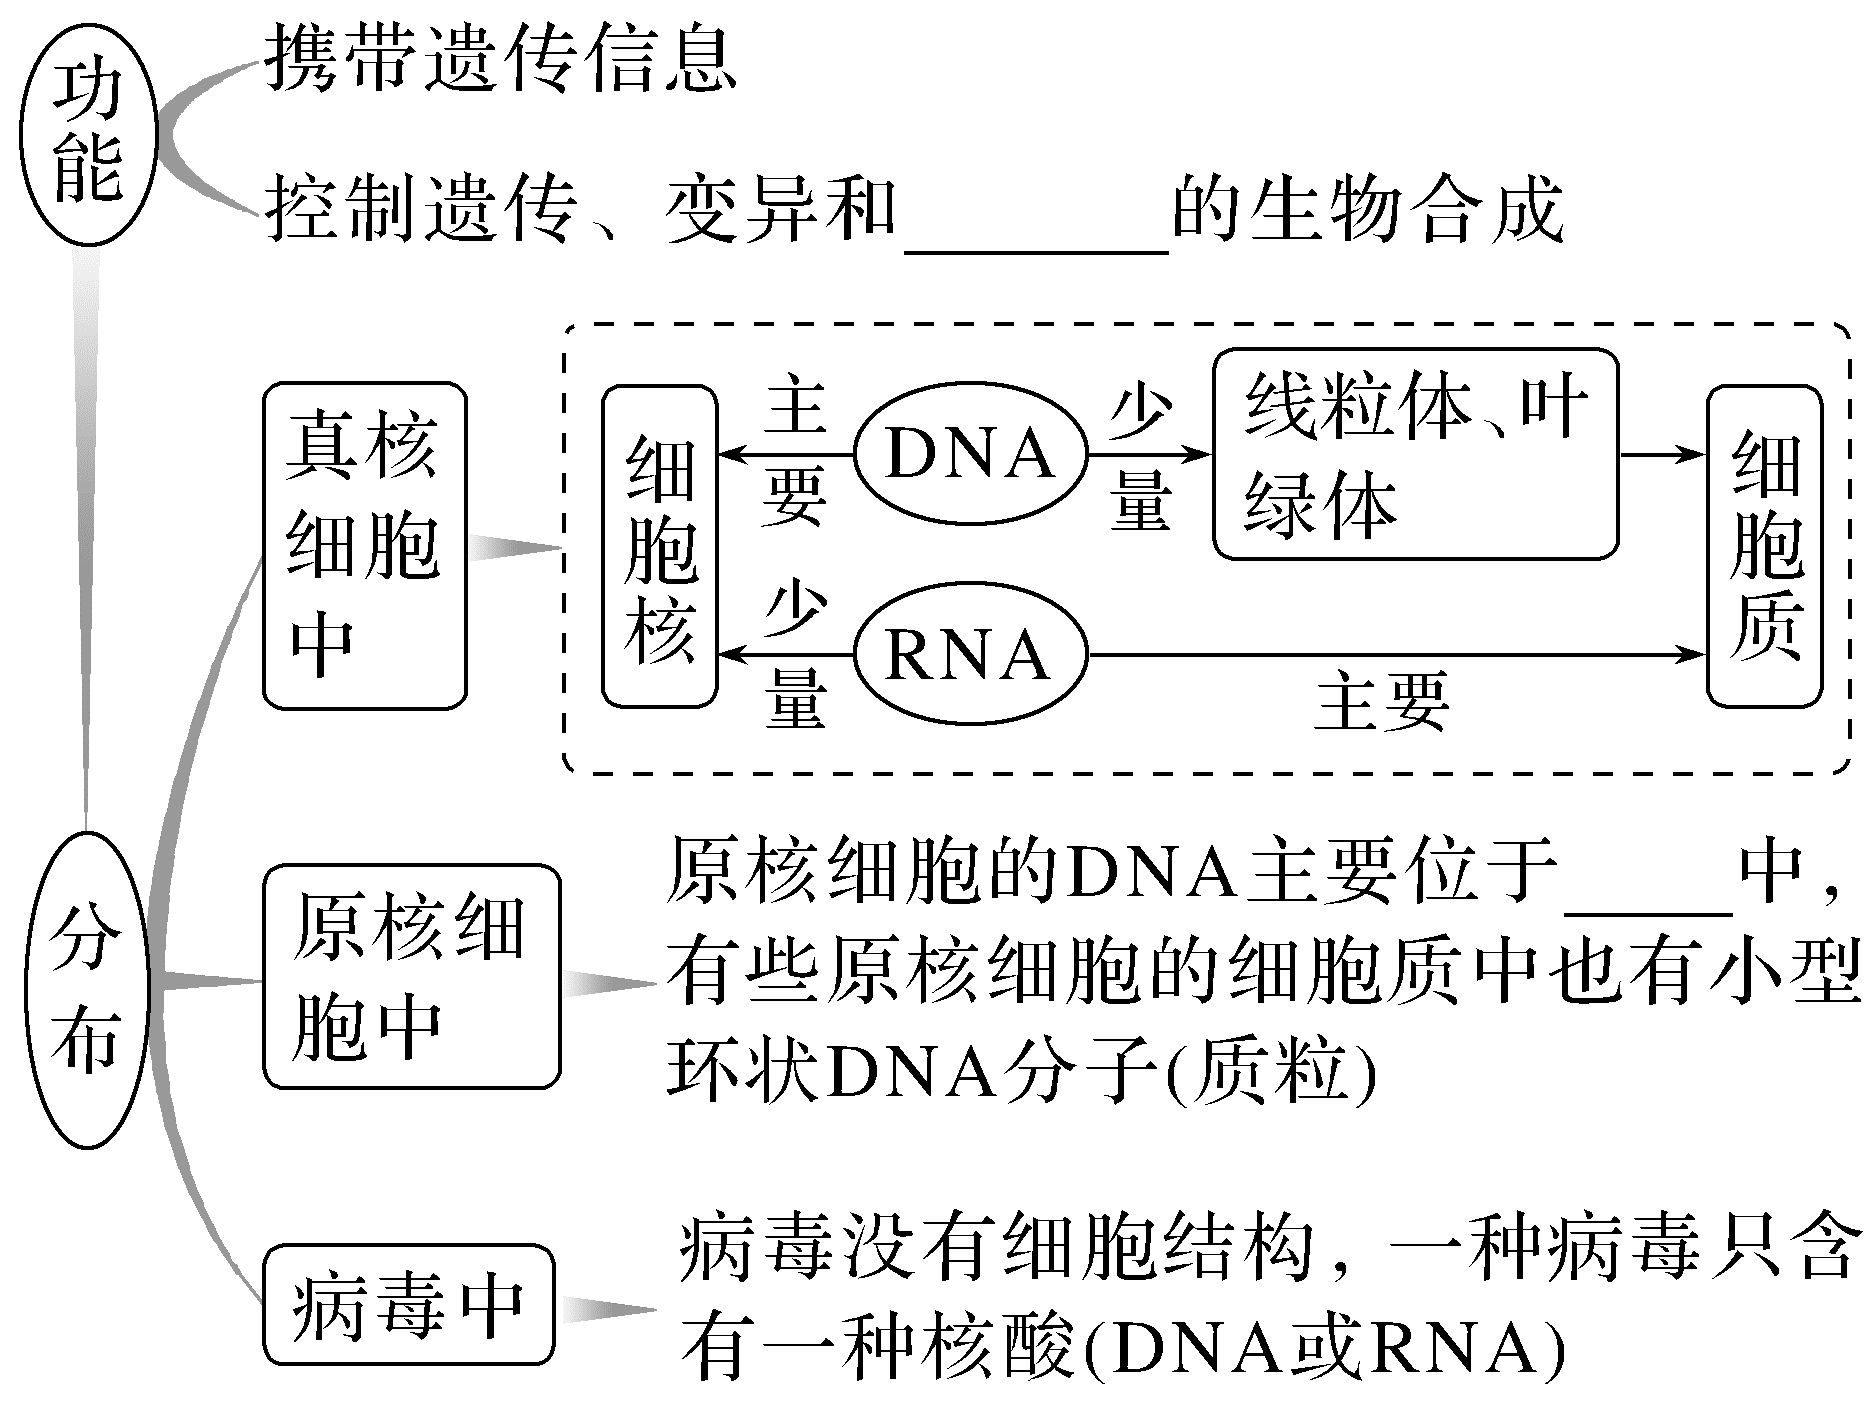 功能
携带遗传信息
控制遗传、变异和______的生物合成
真核
细胞
中
细胞核
主要
DNA
少量
线粒体、叶
绿体
细胞质
少量
RNA
主要
分布
原核细
胞中
原核细胞的DNA主要位于____中，
有些原核细胞的细胞质中也有小型
环状DNA分子(质粒)
病毒中
病毒没有细胞结构，一种病毒只含
有一种核酸(DNA或RNA)